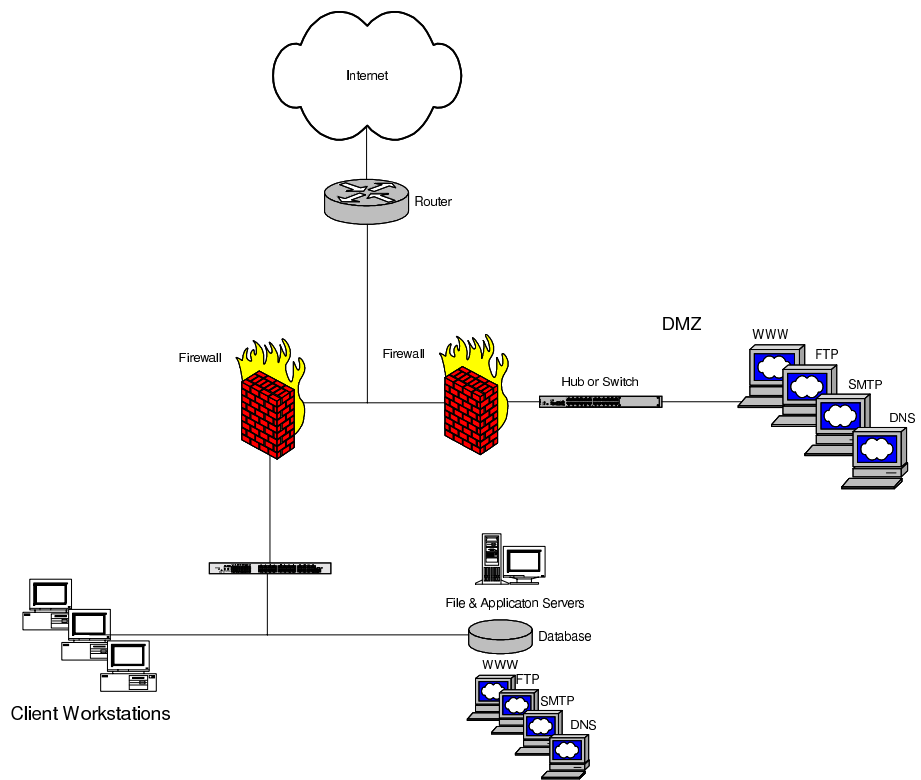 Internet
Router
DMZ
WWW
Firewall
Firewall
FTP
Hub or Switch
SMTP
DNS
File & Applicaton Servers
Database
WWW
FTP
SMTP
Client Workstations
DNS